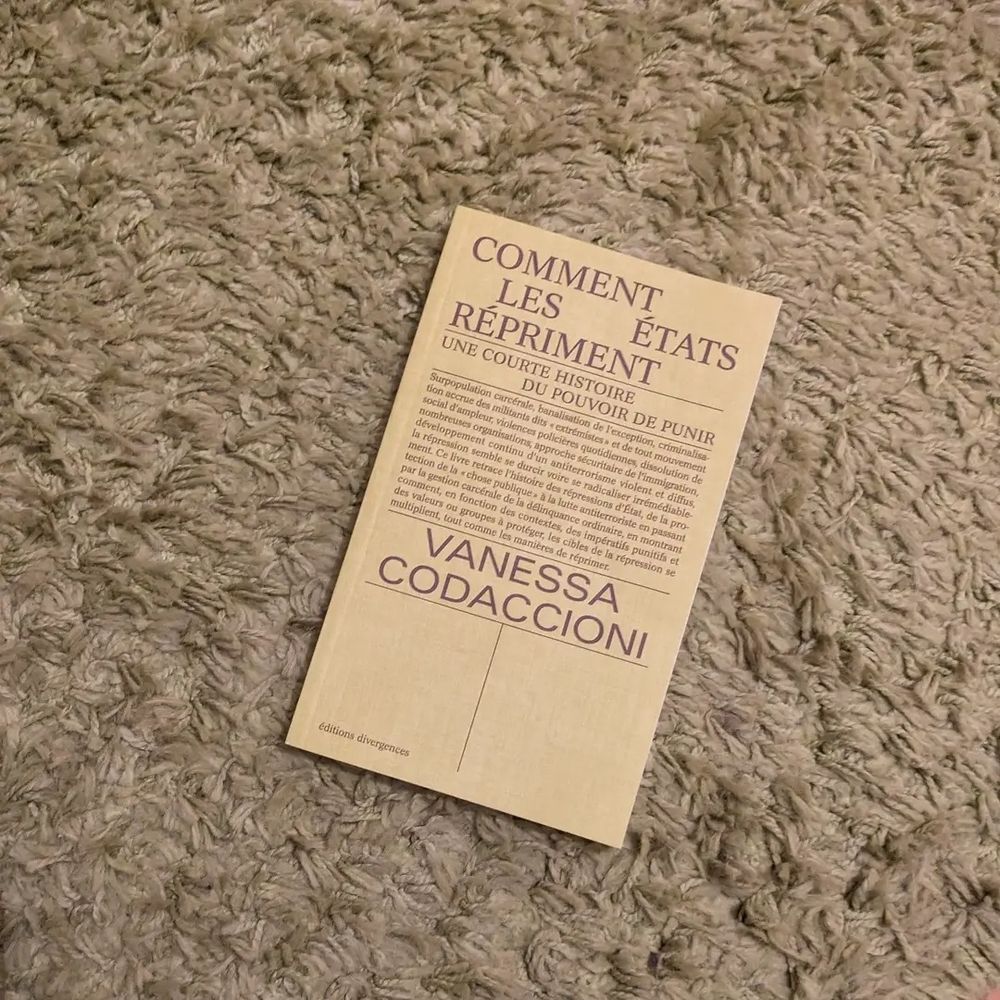 COMMENT
LES ÉTATS
RÉPRIMENT
UNE COURTE HISTOIRE
DU POUVOIR DE PUNIR
Surpopulation carcérale, banalisation de l'exception, criminalisa-
tion accrue des militants dits « extrémistes » et de tout mouvement
social d'ampleur, violences policières quotidiennes, dissolution de
nombreuses organisations, approche sécuritaire de l'immigration,
développement continu d'un antiterrorisme violent et diffus,
la répression semble se durcir voire se radicaliser irrémédiable-
ment. Ce livre retrace l'histoire des répressions d'État, de la pro-
tection de la « chose publique » à la lutte antiterroriste en passant
par la gestion carcérale de la délinquance ordinaire, en montrant
comment, en fonction des contextes, des impératifs punitifs et
des valeurs ou groupes à protéger, les cibles de la répression se
multiplient, tout comme les manières de réprimer.
VANESSA
CODACCIONI
éditions divergences